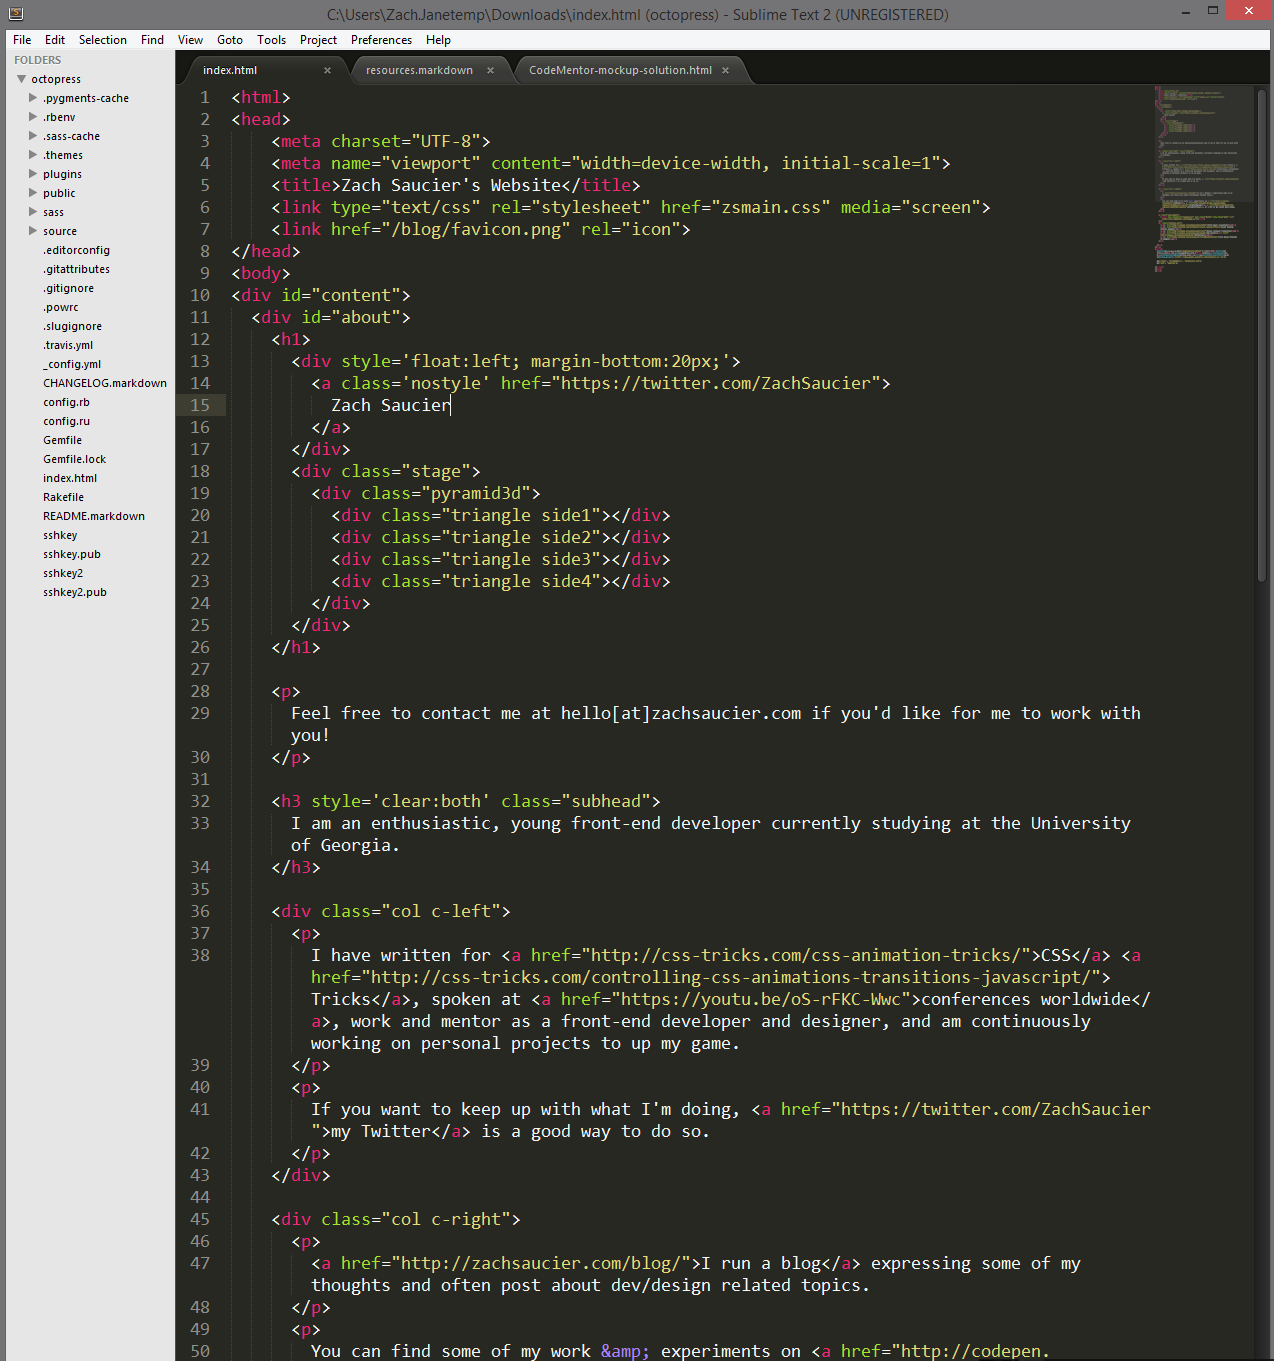 C:\Users\ZachJanetemp\Downloads\index.html (octopress) - Sublime Text 2 (UNREGISTERED)
File Edit Selection Find View Goto Tools Project Preferences Help
FOLDERS
octopress
.pygments-cache
.rbenv
.sass-cache
.themes
plugins
public
sass
source
.editorconfig
.gitattributes
.gitignore
.powrc
.slugignore
.travis.yml
_config.yml
CHANGELOG.markdown
config.rb
config.ru
Gemfile
Gemfile.lock
index.html
Rakefile
README.markdown
sshkey
sshkey.pub
sshkey2
sshkey2.pub
index.html × resources.markdown × CodeMentor-mockup-solution.html ×
1 <html>
2 <head>
3 <meta charset="UTF-8">
4 <meta name="viewport" content="width=device-width, initial-scale=1">
5 <title>Zach Saucier's Website</title>
6 <link type="text/css" rel="stylesheet" href="zsmain.css" media="screen">
7 <link href="/blog/favicon.png" rel="icon">
8 </head>
9 <body>
10 <div id="content">
11 <div id="about">
12 <h1>
13 <div style='float:left; margin-bottom:20px;'>
14 <a class='nostyle' href="https://twitter.com/ZachSaucier">
15 Zach Saucier
16 </a>
17 </div>
18 <div class="stage">
19 <div class="pyramid3d">
20 <div class="triangle side1"></div>
21 <div class="triangle side2"></div>
22 <div class="triangle side3"></div>
23 <div class="triangle side4"></div>
24 </div>
25 </div>
26 </h1>
27
28 <p>
29 Feel free to contact me at hello[at]zachsaucier.com if you'd like for me to work with
you!
30 </p>
31
32 <h3 style='clear:both' class="subhead">
33 I am an enthusiastic, young front-end developer currently studying at the University
of Georgia.
34 </h3>
35
36 <div class="col c-left">
37 <p>
38 I have written for <a href="http://css-tricks.com/css-animation-tricks/">CSS</a> <a
href="http://css-tricks.com/controlling-css-animations-transitions-javascript/">
Tricks</a>, spoken at <a href="https://youtu.be/oS-rFKC-Wwc">conferences worldwide</
a>, work and mentor as a front-end developer and designer, and am continuously
working on personal projects to up my game.
39 </p>
40 <p>
41 If you want to keep up with what I'm doing, <a href="https://twitter.com/ZachSaucier
">my Twitter</a> is a good way to do so.
42 </p>
43 </div>
44
45 <div class="col c-right">
46 <p>
47 <a href="http://zachsaucier.com/blog/">I run a blog</a> expressing some of my
thoughts and often post about dev/design related topics.
48 </p>
49 <p>
50 You can find some of my work &amp; experiments on <a href="http://codepen.